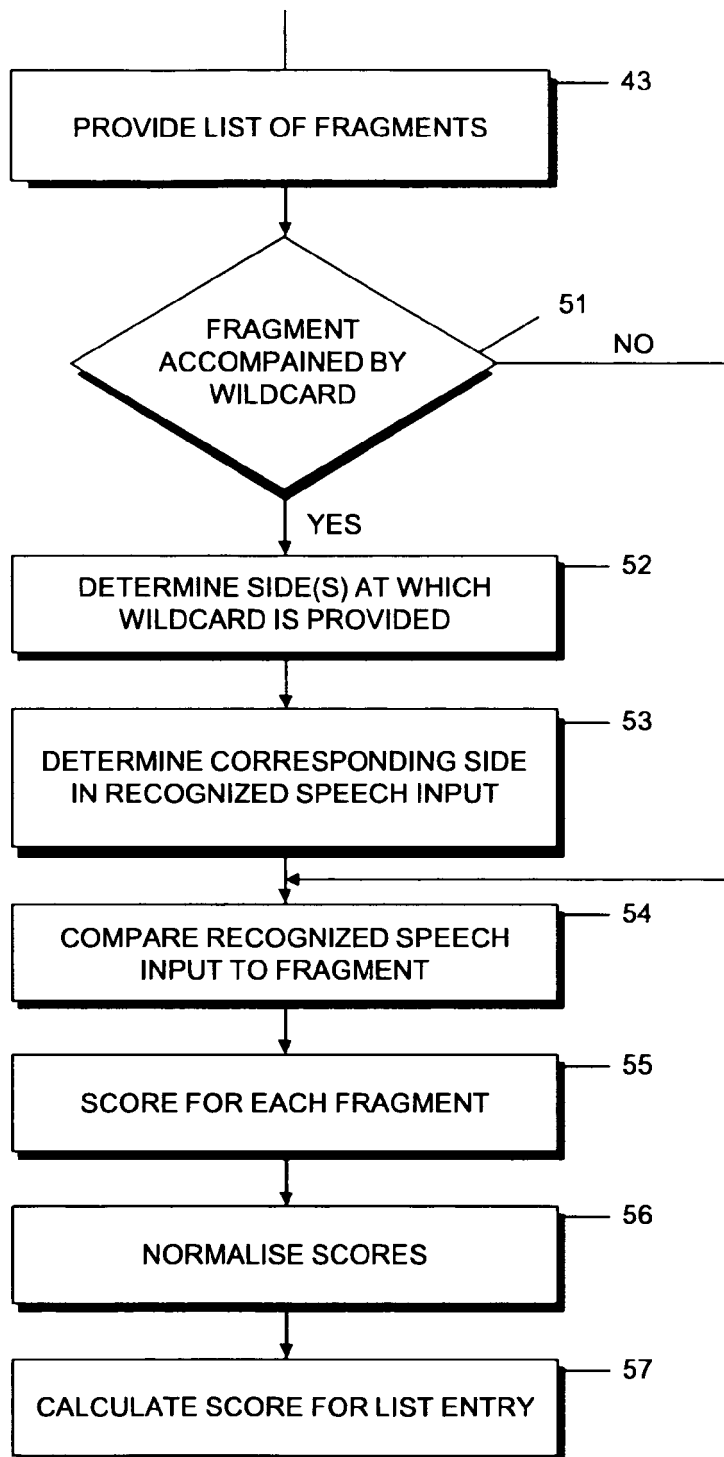 43
PROVIDE LIST OF FRAGMENTS
51
FRAGMENT
ACCOMPAINED BY
WILDCARD
NO
YES
52
DETERMINE SIDE(S) AT WHICH
WILDCARD IS PROVIDED
53
DETERMINE CORRESPONDING SIDE
IN RECOGNIZED SPEECH INPUT
54
COMPARE RECOGNIZED SPEECH
INPUT TO FRAGMENT
55
SCORE FOR EACH FRAGMENT
56
NORMALISE SCORES
57
CALCULATE SCORE FOR LIST ENTRY